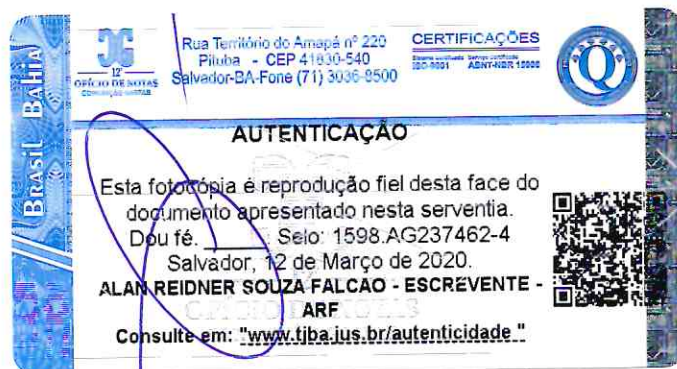 BRASIL BAHIA
12º
OFÍCIO DE NOTAS
Rua Território do Amapá nº 220
Pituba - CEP 41830-540
Salvador-BA-Fone (71) 3036-8500
CERTIFICAÇÕES
ISO-9001 ABNT-NBR 15906
Q
AUTENTICAÇÃO
Esta fotocópia é reprodução fiel desta face do
documento apresentado nesta serventia.
Dou fé. ______ Selo: 1598.AG237462-4
Salvador, 12 de Março de 2020.
ALAN REIDNER SOUZA FALCAO - ESCREVENTE -
ARF
Consulte em: "www.tjba.jus.br/autenticidade "